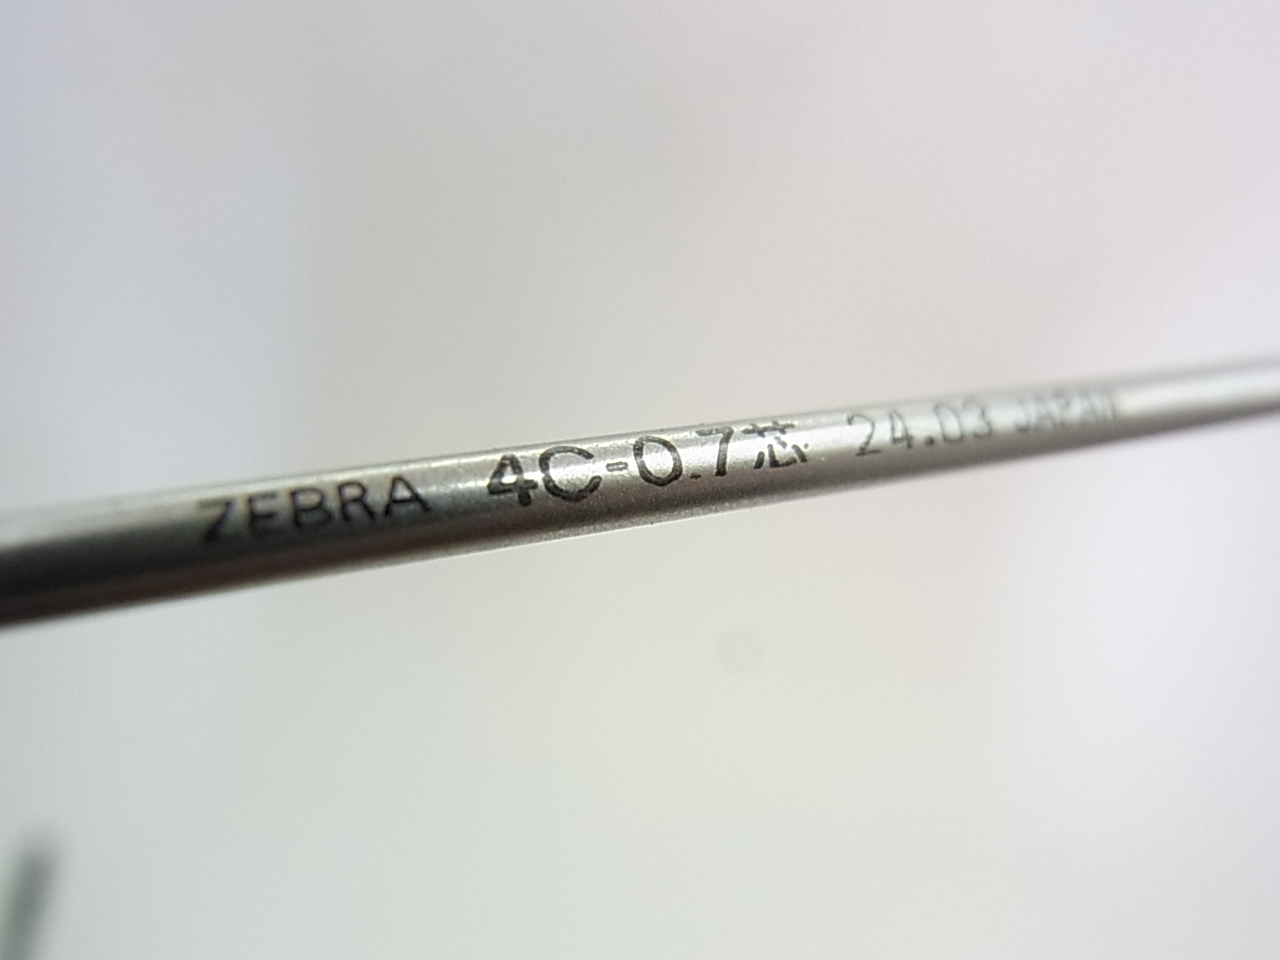 ZEBRA 4C-0.7芯 24.03 JAPAN